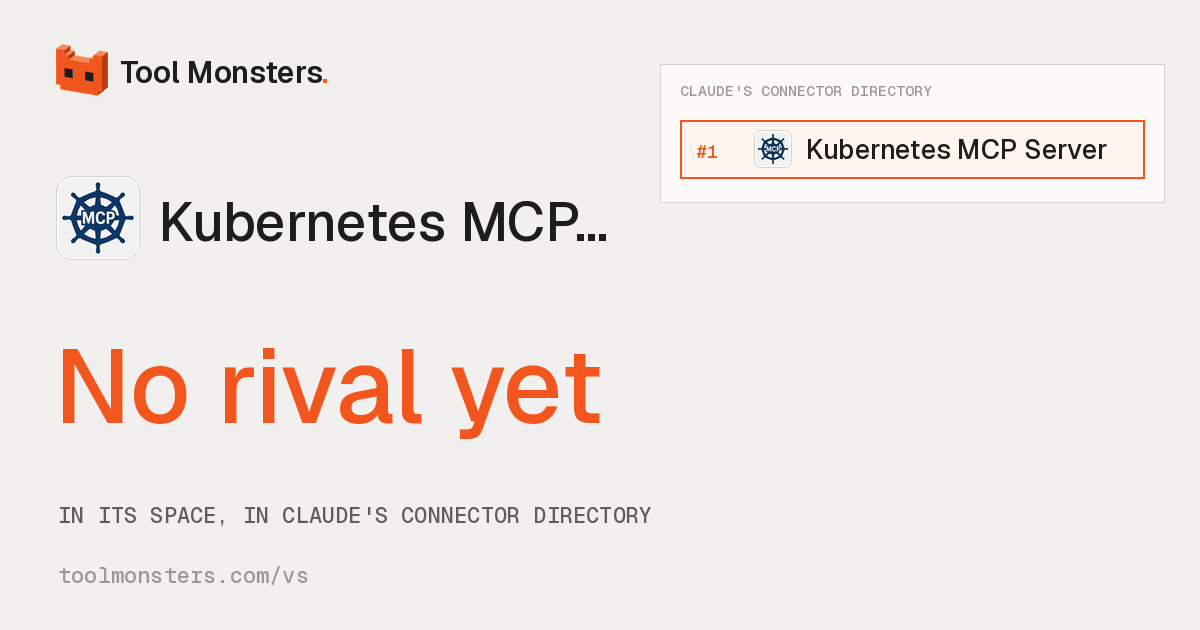 Tool Monsters.
CLAUDE'S CONNECTOR DIRECTORY
#1 MCP Kubernetes MCP Server
MCP Kubernetes MCP...
No rival yet
IN ITS SPACE, IN CLAUDE'S CONNECTOR DIRECTORY
toolmonsters.com/vs